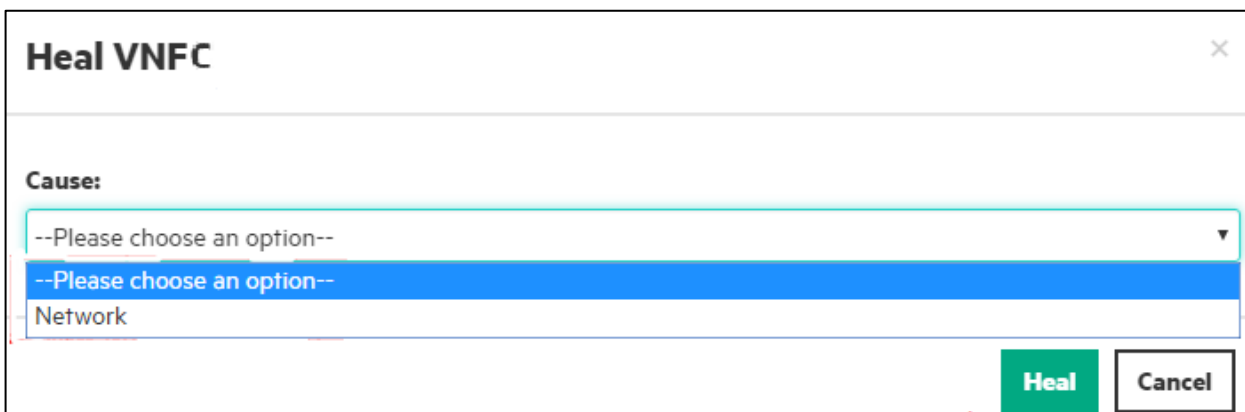 Heal VNFC
×
Cause:
--Please choose an option--
--Please choose an option--
Network
Heal
Cancel